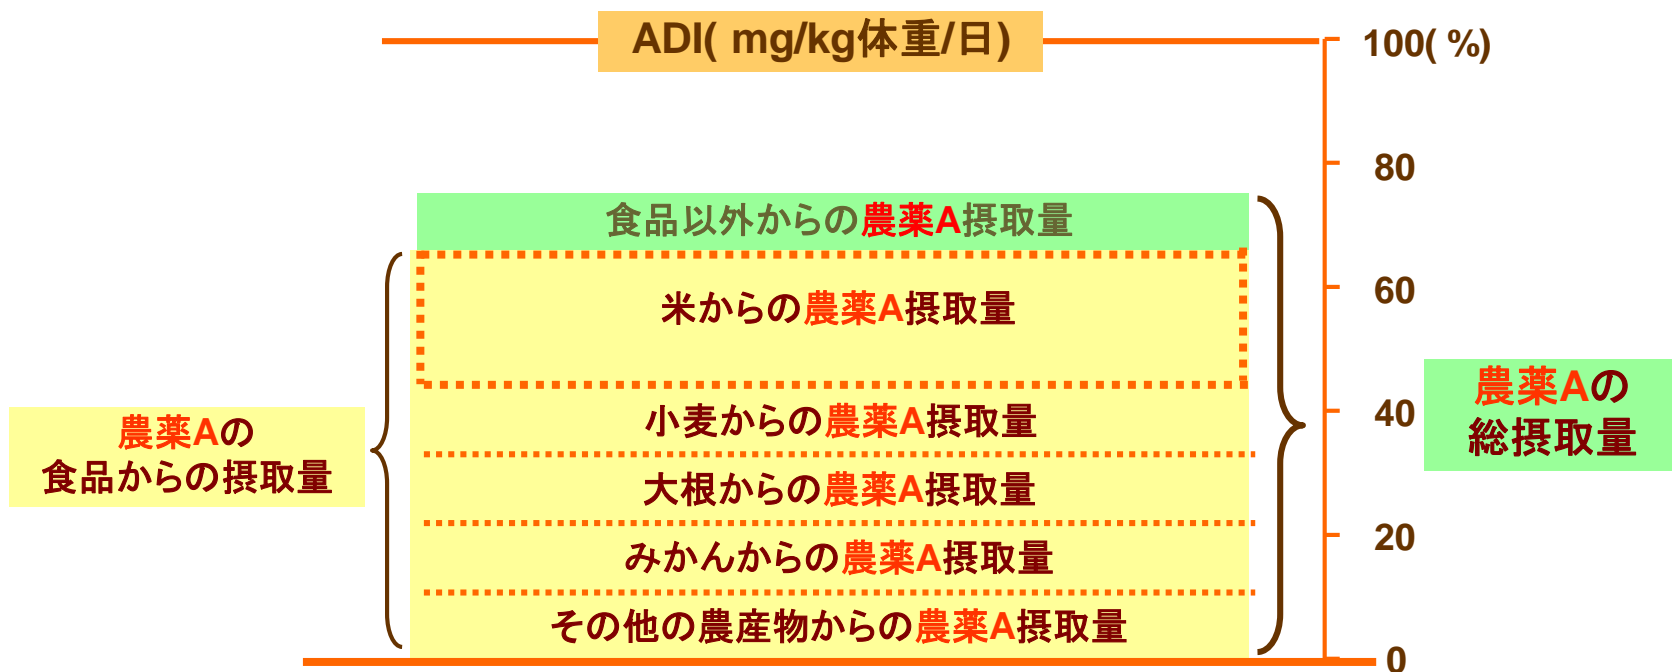 ADI( mg/kg体重/日)
100( %)
80
食品以外からの農薬A摂取量
60
米からの農薬A摂取量
農薬Aの
総摂取量
40
小麦からの農薬A摂取量
農薬Aの
食品からの摂取量
大根からの農薬A摂取量
20
みかんからの農薬A摂取量
その他の農産物からの農薬A摂取量
0